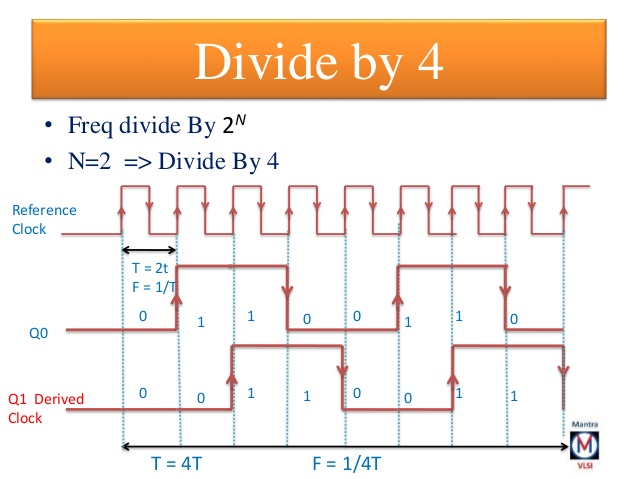 Divide by 4
• Freq divide By 2^N
• N=2 => Divide By 4
Reference
Clock
T = 2t
F = 1/T
0 1 1 0 0 1 1 0
Q0
0 0 1 1 0 0 1 1
Q1 Derived
Clock
T = 4T F = 1/4T
Mantra
M
VLSI